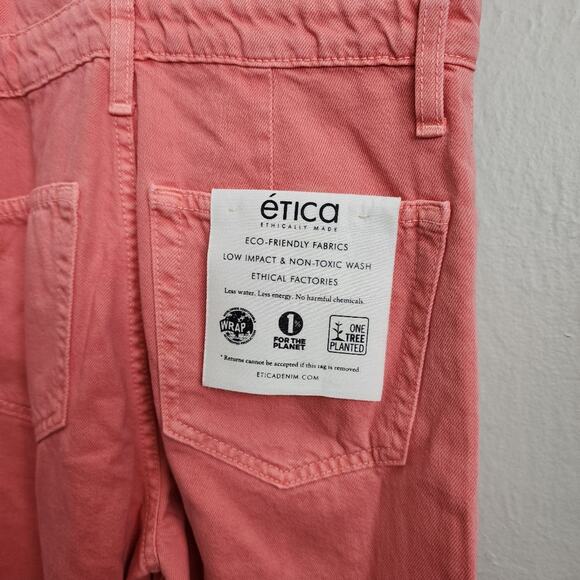 éTICA
ETHICALLY MADE
ECO-FRIENDLY FABRICS
LOW IMPACT & NON-TOXIC WASH
ETHICAL FACTORIES
Less water. Less energy. No harmful chemicals.
WRAP
1%
FOR THE
PLANET
ONE
TREE
PLANTED
* Returns cannot be accepted if this tag is removed.
ETICADENIM.COM